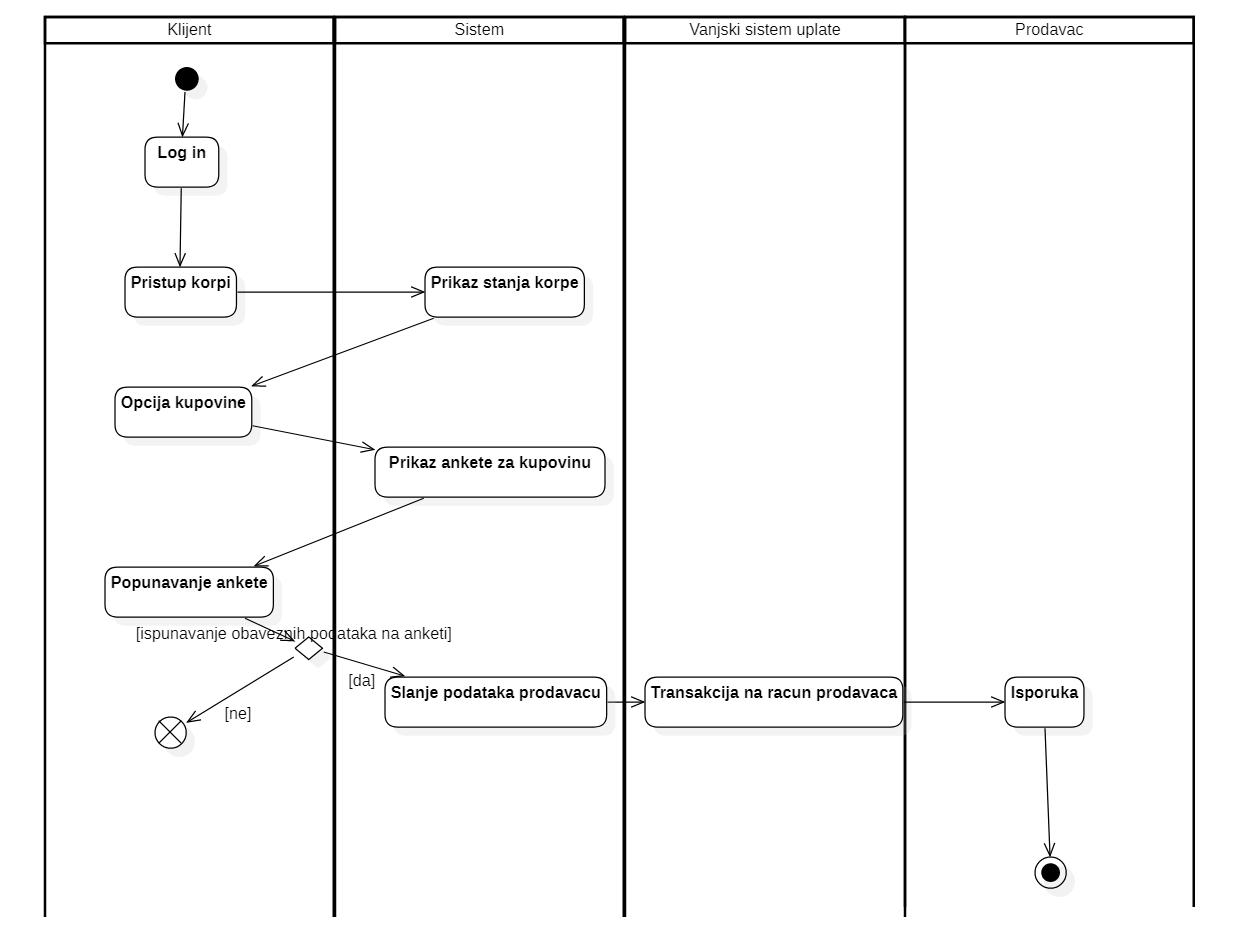 Klijent
Sistem
Vanjski sistem uplate
Prodavac
Log in
Pristup korpi
Prikaz stanja korpe
Opcija kupovine
Prikaz ankete za kupovinu
Popunavanje ankete
[ispunavanje obaveznih podataka na anketi]
[da]
Slanje podataka prodavacu
Transakcija na racun prodavaca
Isporuka
[ne]